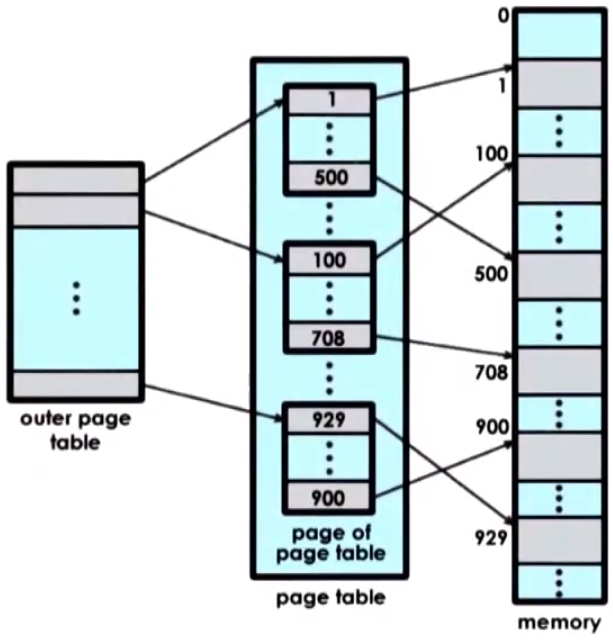 outer page
table
1
500
100
708
929
900
page of
page table
page table
0
1
100
500
708
900
929
memory